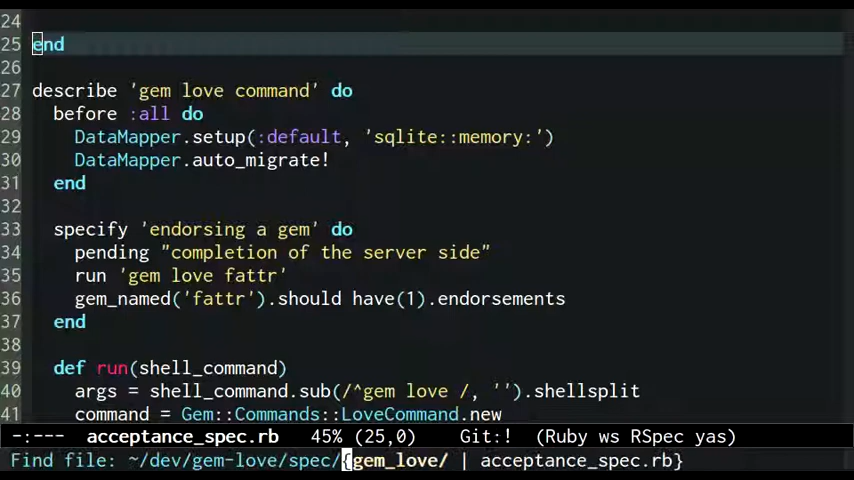 24
25 end
26
27 describe 'gem love command' do
28   before :all do
29     DataMapper.setup(:default, 'sqlite::memory:')
30     DataMapper.auto_migrate!
31   end
32
33   specify 'endorsing a gem' do
34     pending "completion of the server side"
35     run 'gem love fattr'
36     gem_named('fattr').should have(1).endorsements
37   end
38
39   def run(shell_command)
40     args = shell_command.sub(/^gem love /, '').shellsplit
41     command = Gem::Commands::LoveCommand.new
-:--- acceptance_spec.rb 45% (25,0) Git:! (Ruby ws RSpec yas)
Find file: ~/dev/gem-love/spec/{gem_love/ | acceptance_spec.rb}